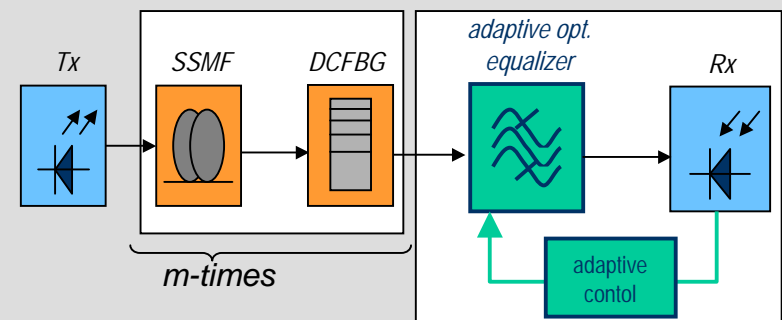 Tx
SSMF
DCFBG
adaptive opt.
equalizer
Rx
m-times
adaptive
contol